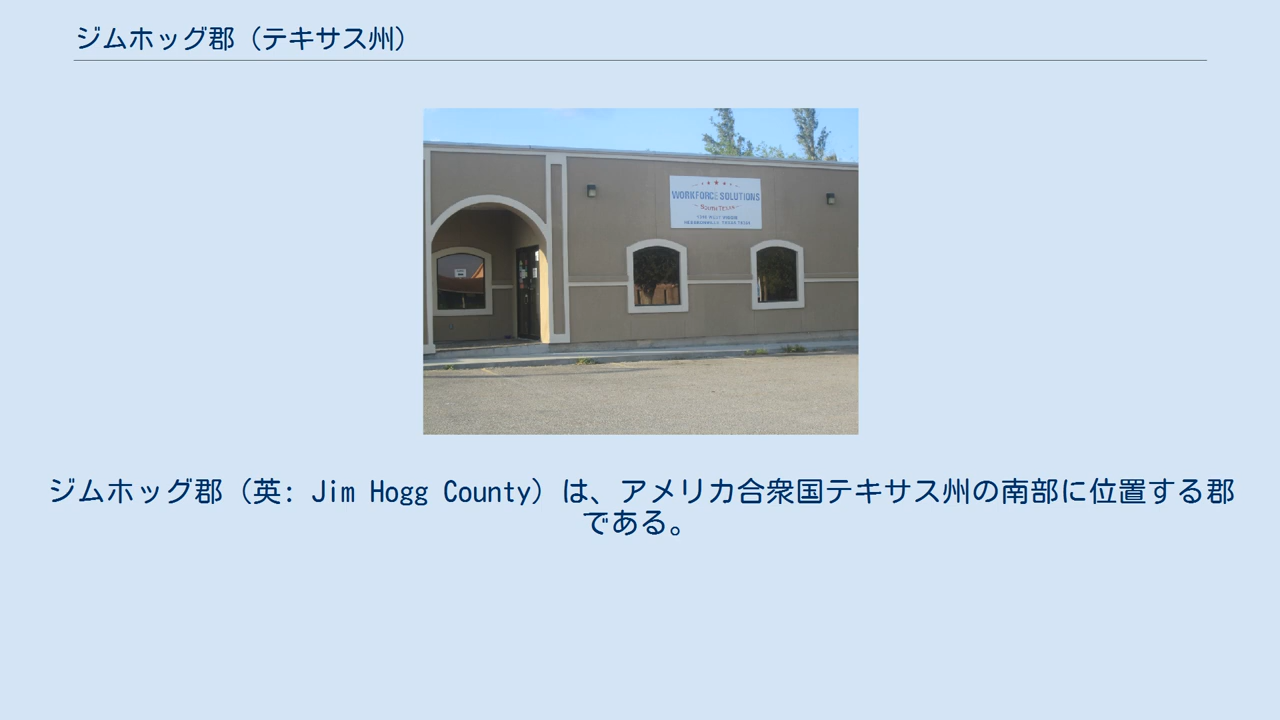 ジムホッグ郡（テキサス州）
WORKFORCE SOLUTIONS
SOUTH TEXAS
ジムホッグ郡（英: Jim Hogg County）は、アメリカ合衆国テキサス州の南部に位置する郡
である。